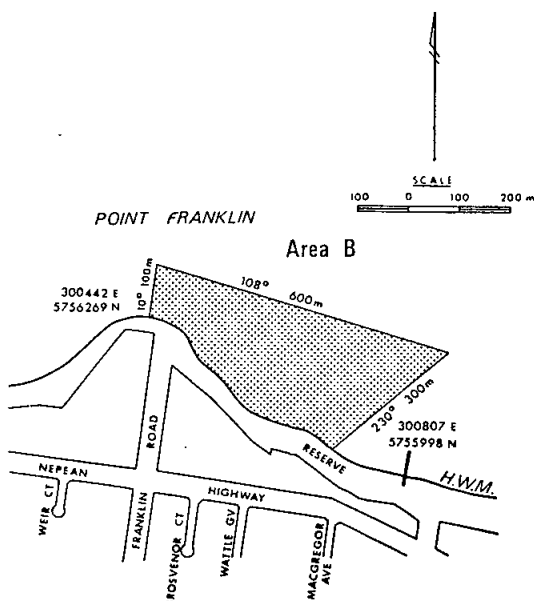 SCALE
100 0 100 200 m
POINT FRANKLIN
Area B
300442 E
5756269 N
10° 100m
108° 600m
230° 300m
300807 E
5755998 N
RESERVE
H.W.M.
NEPEAN
HIGHWAY
ROAD
FRANKLIN
WEIR CT
ROSVENOR CT
WATTLE GV
MACGREGOR
AVE